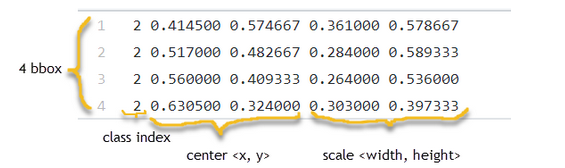 1 2 0.414500 0.574667 0.361000 0.578667
2 2 0.517000 0.482667 0.284000 0.589333
4 bbox
3 2 0.560000 0.409333 0.264000 0.536000
4 2 0.630500 0.324000 0.303000 0.397333
class index
center <x, y> scale <width, height>